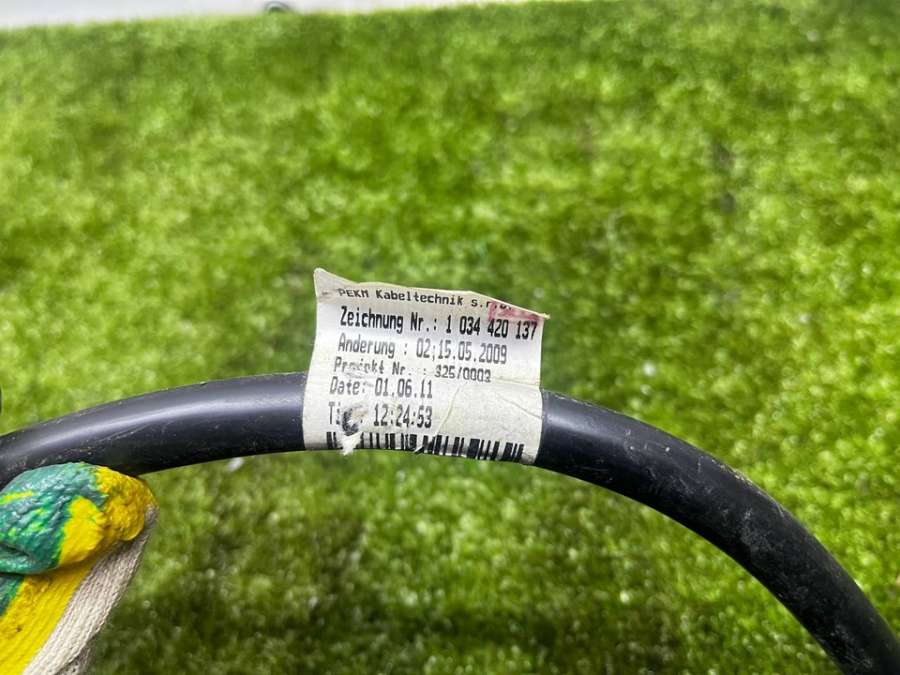 PEKM Kabeltechnik s.r.o.
Zeichnung Nr.: 1 034 420 137
Änderung : 02;15.05.2009
Projekt Nr. : 325/0003
Date: 01.06.11
12:24:53